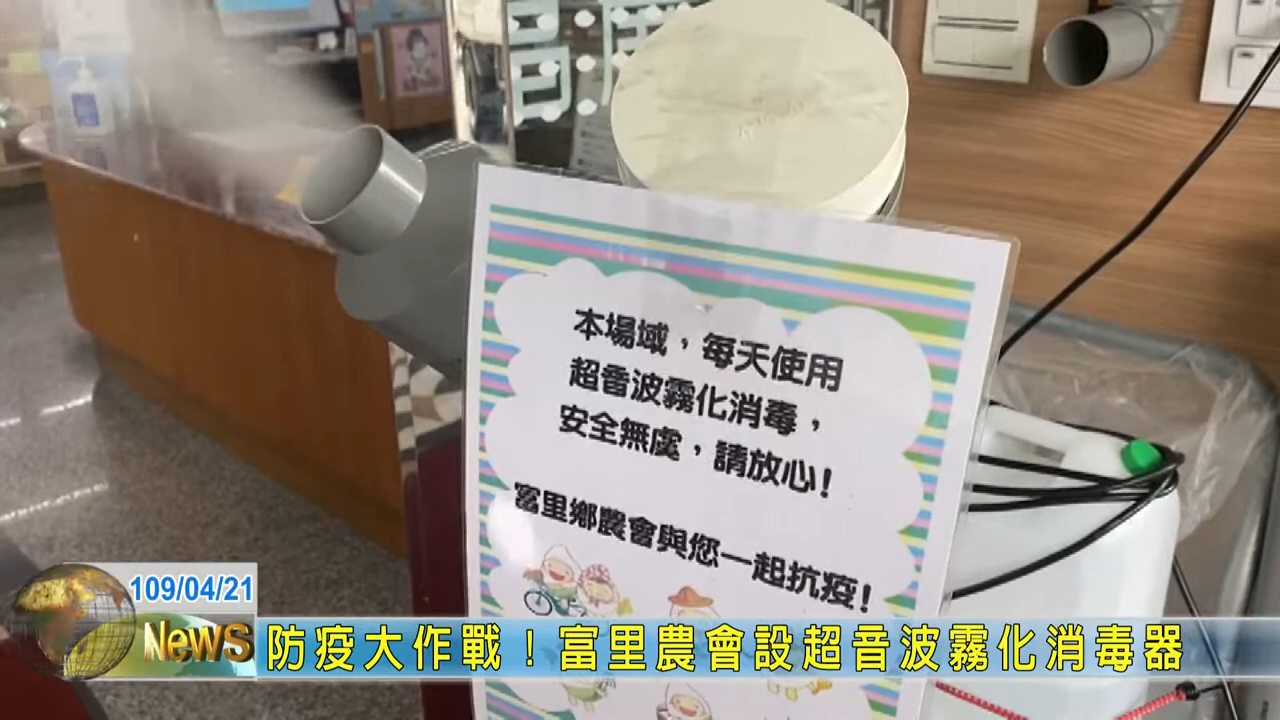 本場域，每天使用
超音波霧化消毒，
安全無虞，請放心!
富里鄉農會與您一起抗疫!
109/04/21
News
防疫大作戰！富里農會設超音波霧化消毒器